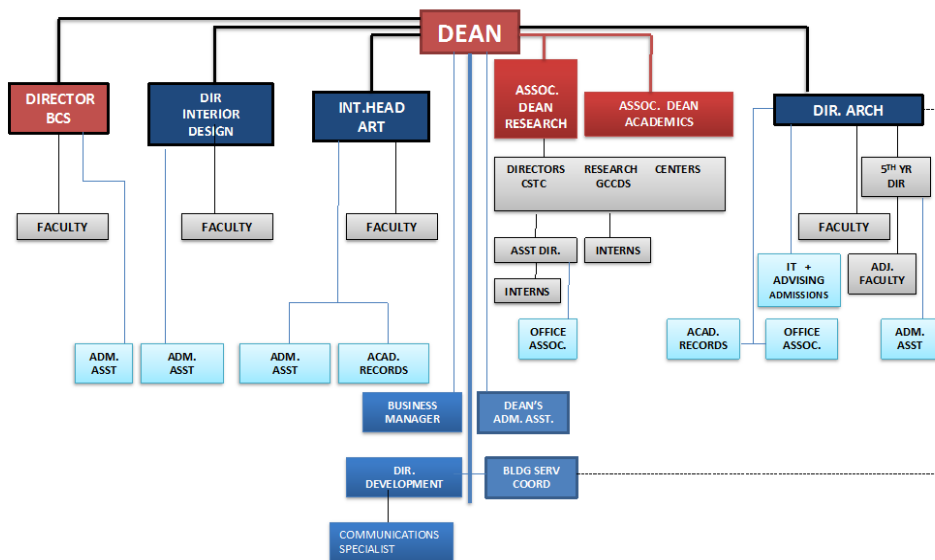 DEAN
DIRECTOR
BCS
DIR
INTERIOR
DESIGN
INT.HEAD
ART
ASSOC.
DEAN
RESEARCH
ASSOC. DEAN
ACADEMICS
DIR. ARCH
DIRECTORS RESEARCH CENTERS
CSTC GCCDS
5TH YR
DIR
FACULTY
FACULTY
FACULTY
FACULTY
ASST DIR.
INTERNS
INTERNS
IT +
ADVISING
ADMISSIONS
ADJ.
FACULTY
OFFICE
ASSOC.
ACAD.
RECORDS
OFFICE
ASSOC.
ADM.
ASST
ADM.
ASST
ADM.
ASST
ADM.
ASST
ACAD.
RECORDS
BUSINESS
MANAGER
DEAN'S
ADM. ASST.
DIR.
DEVELOPMENT
BLDG SERV
COORD
COMMUNICATIONS
SPECIALIST